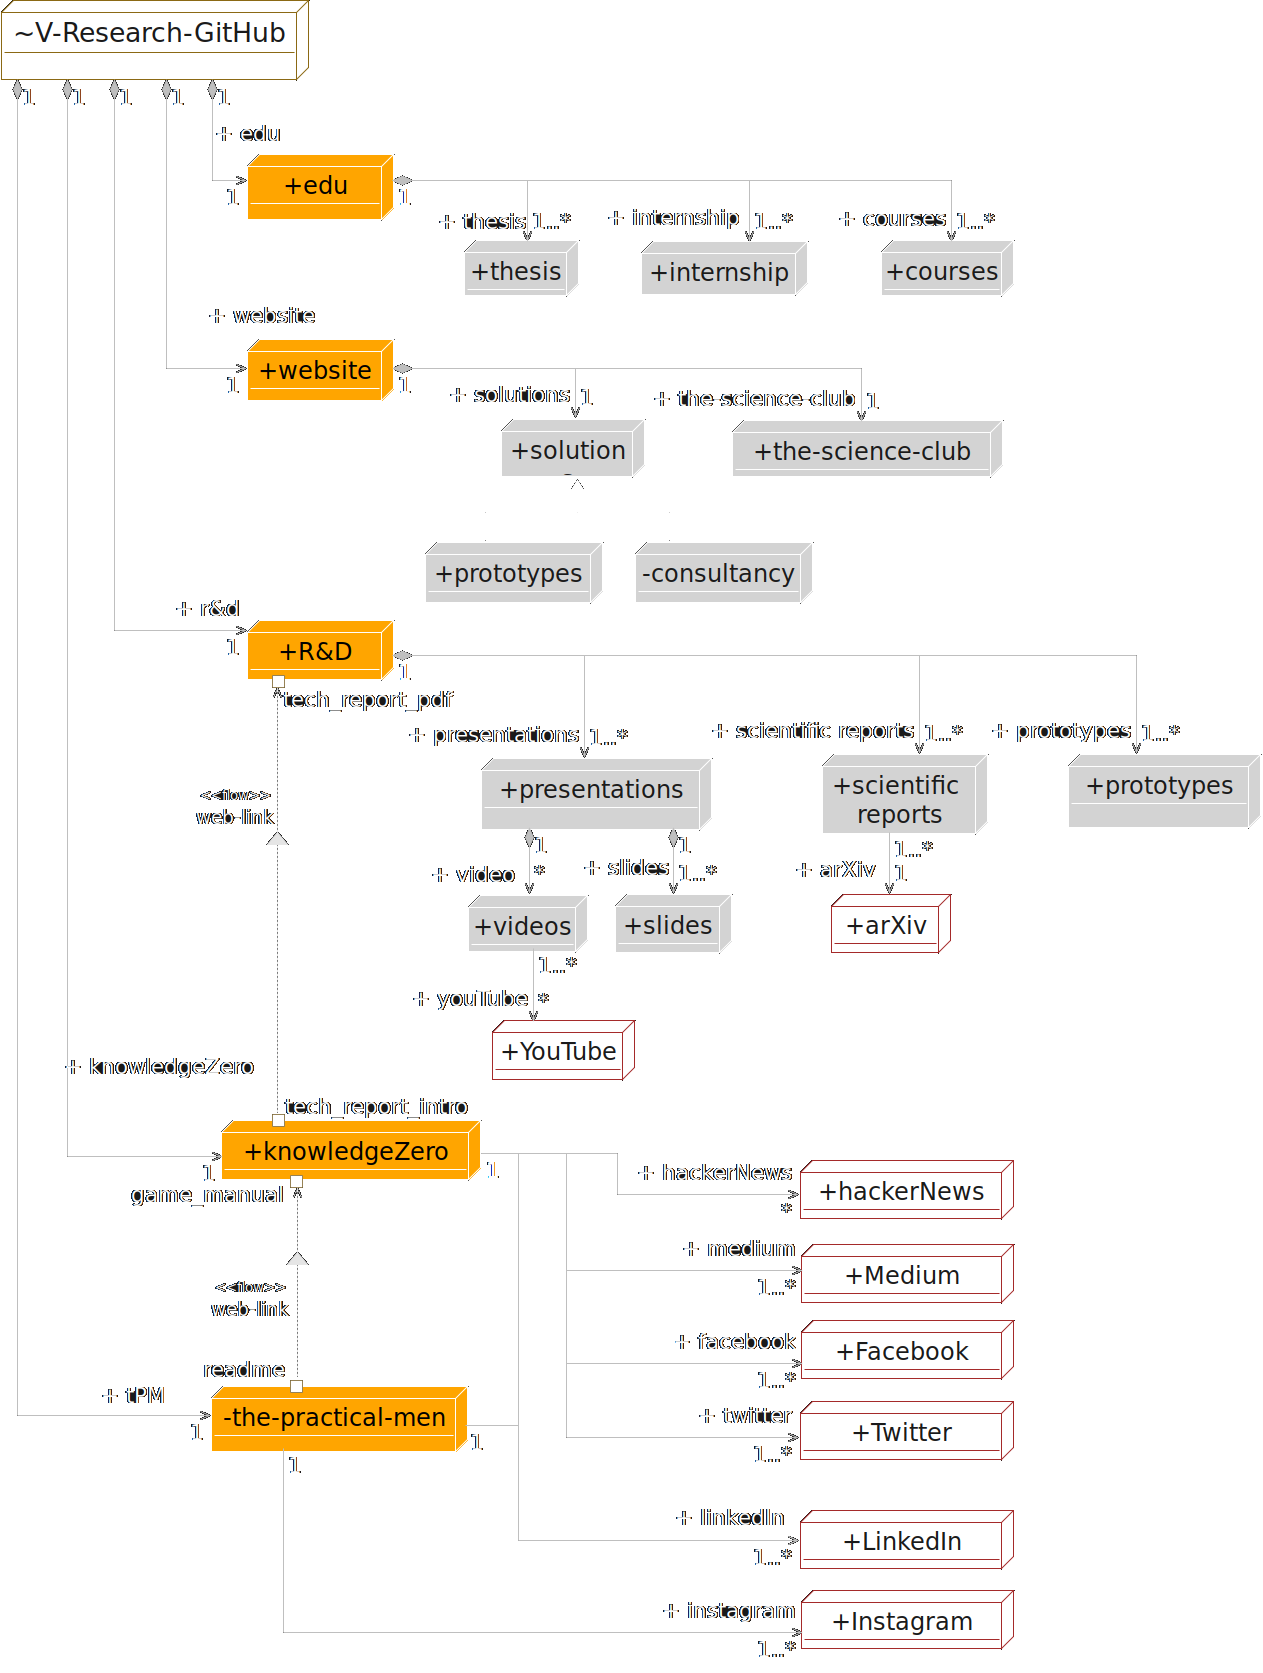 ~V-Research-GitHub
1 1 1 1 1
+ edu
+edu
1 1
+ thesis 1..* + internship 1..* + courses 1..*
+thesis +internship +courses
+ website
+website
1 1
+ solutions 1 + the-science-club 1
+solution
+the-science-club
+prototypes -consultancy
+ r&d
+R&D
1 1
tech_report_pdf
+ presentations 1..* + scientific reports 1..* + prototypes 1..*
+presentations
+scientific
reports
+prototypes
<<flow>>
web-link
1 1 1..*
+ video * + slides 1..* + arXiv 1
+videos +slides +arXiv
1..*
+ youTube *
+YouTube
+ knowledgeZero
tech_report_intro
+knowledgeZero
1 1
game_manual
+ hackerNews
+hackerNews
*
+ medium
+Medium
1..*
<<flow>>
web-link
+ facebook
+Facebook
1..*
readme
+ tPM
-the-practical-men
1 1
1
+ twitter
+Twitter
1..*
+ linkedIn
+LinkedIn
1..*
+ instagram
+Instagram
1..*